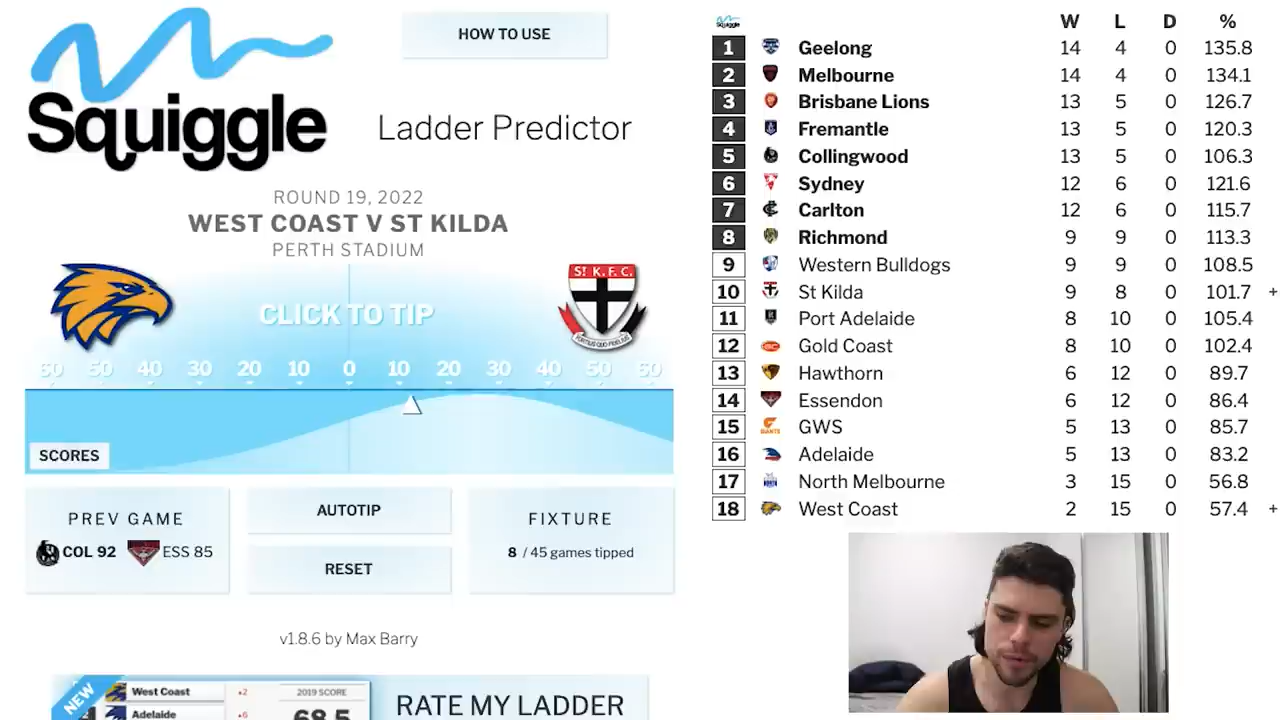 HOW TO USE
Squiggle
Ladder Predictor
ROUND 19, 2022
WEST COAST V ST KILDA
PERTH STADIUM
ST K.F.C.
CLICK TO TIP
60 50 40 30 20 10 0 10 20 30 40 50 60
SCORES
PREV GAME
COL 92 ESS 85
AUTOTIP
RESET
FIXTURE
8 / 45 games tipped
v1.8.6 by Max Barry
NEW
West Coast 2
Adelaide 6
2019 SCORE
68.5
RATE MY LADDER
Squiggle W L D %
1 Geelong 14 4 0 135.8
2 Melbourne 14 4 0 134.1
3 Brisbane Lions 13 5 0 126.7
4 Fremantle 13 5 0 120.3
5 Collingwood 13 5 0 106.3
6 Sydney 12 6 0 121.6
7 Carlton 12 6 0 115.7
8 Richmond 9 9 0 113.3
9 Western Bulldogs 9 9 0 108.5
10 St Kilda 9 8 0 101.7 +
11 Port Adelaide 8 10 0 105.4
12 Gold Coast 8 10 0 102.4
13 Hawthorn 6 12 0 89.7
14 Essendon 6 12 0 86.4
15 GWS 5 13 0 85.7
16 Adelaide 5 13 0 83.2
17 North Melbourne 3 15 0 56.8
18 West Coast 2 15 0 57.4 +